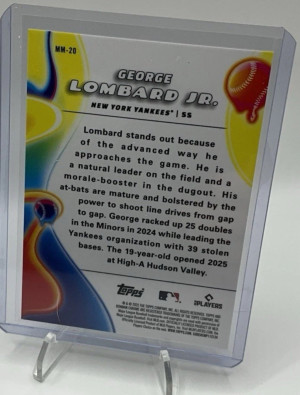 MM-20
GEORGE
LOMBARD JR.
NEW YORK YANKEES | SS
Lombard stands out because
of the advanced way he
approaches the game. He is
a natural leader on the field and a
morale-booster in the dugout. His
at-bats are mature and bolstered by the
power to shoot line drives from gap
to gap. George racked up 25 doubles
in the Minors in 2024 while leading the
Yankees organization with 39 stolen
bases. The 19-year-old opened 2025
at High-A Hudson Valley.
Topps
PLAYERS